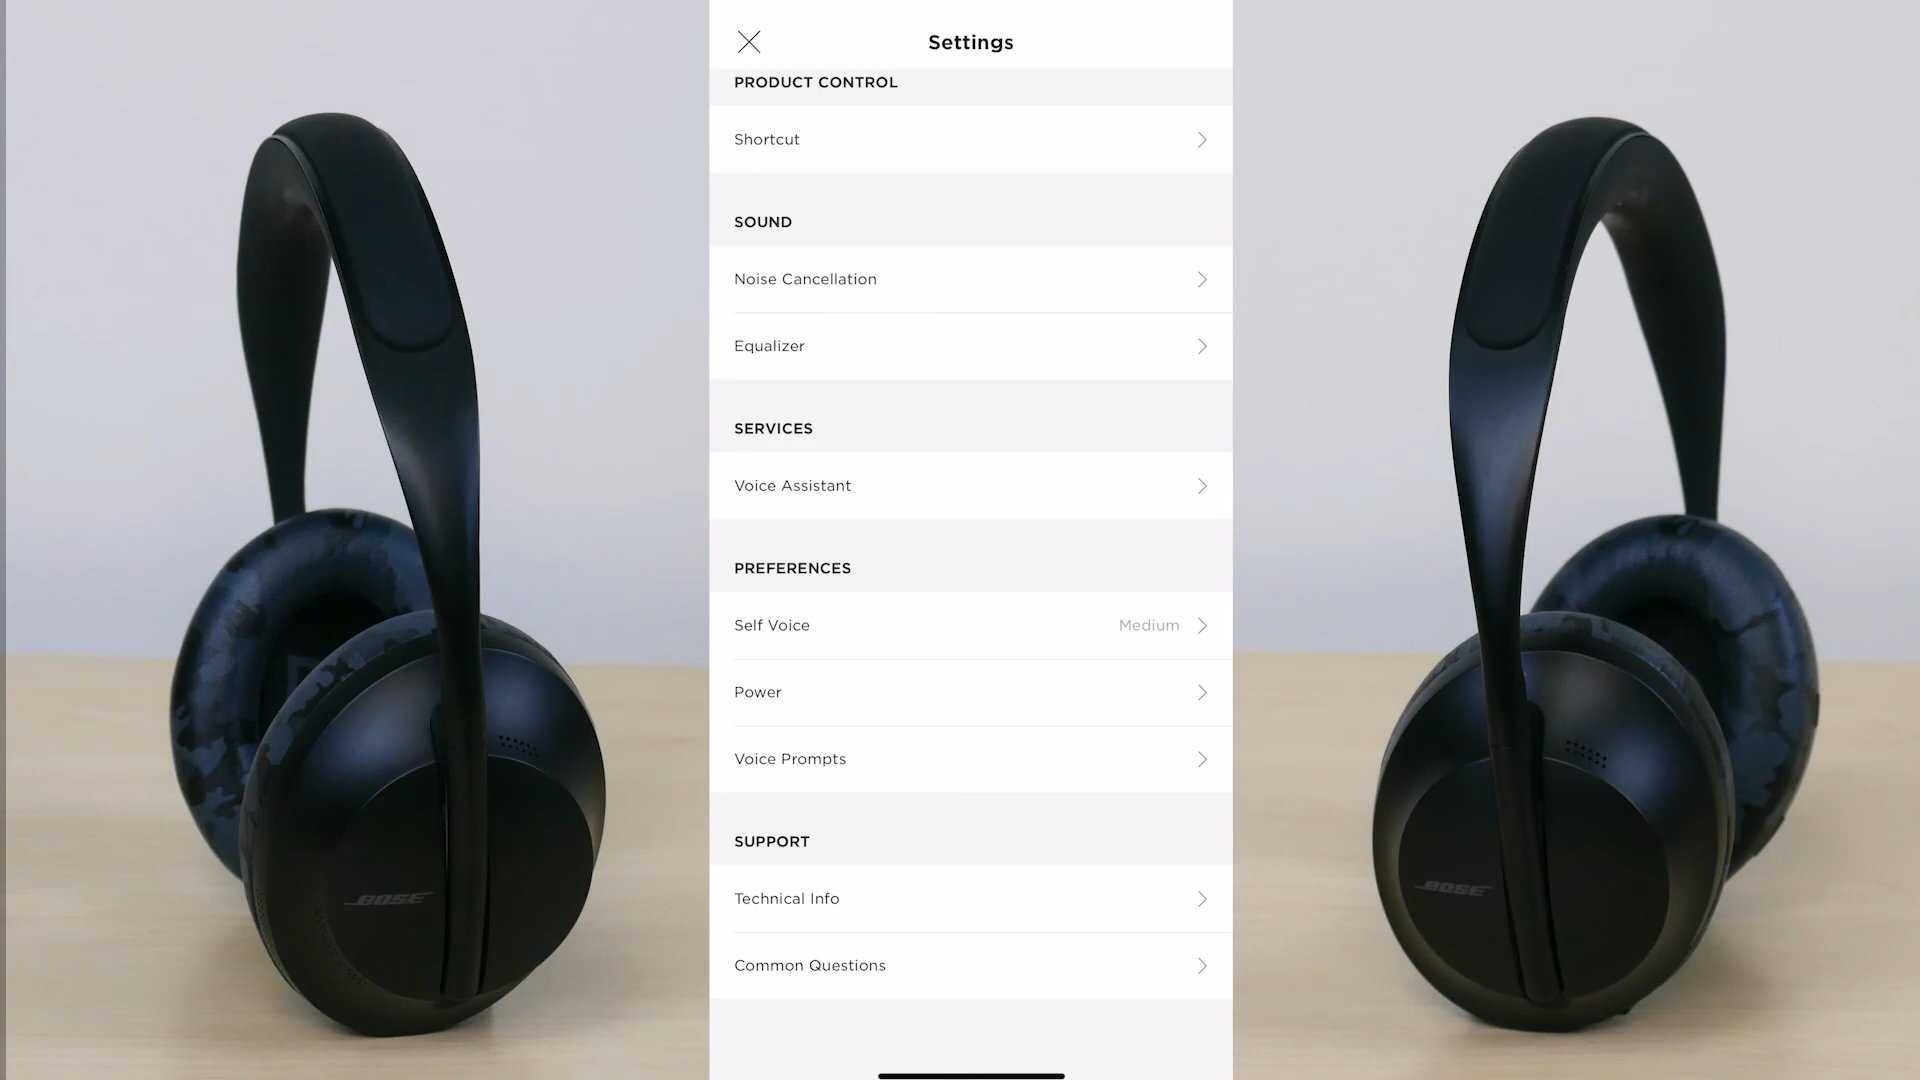 Settings
PRODUCT CONTROL
Shortcut
SOUND
Noise Cancellation
Equalizer
SERVICES
Voice Assistant
PREFERENCES
Self Voice Medium
Power
Voice Prompts
SUPPORT
Technical Info
Common Questions
BOSE
BOSE